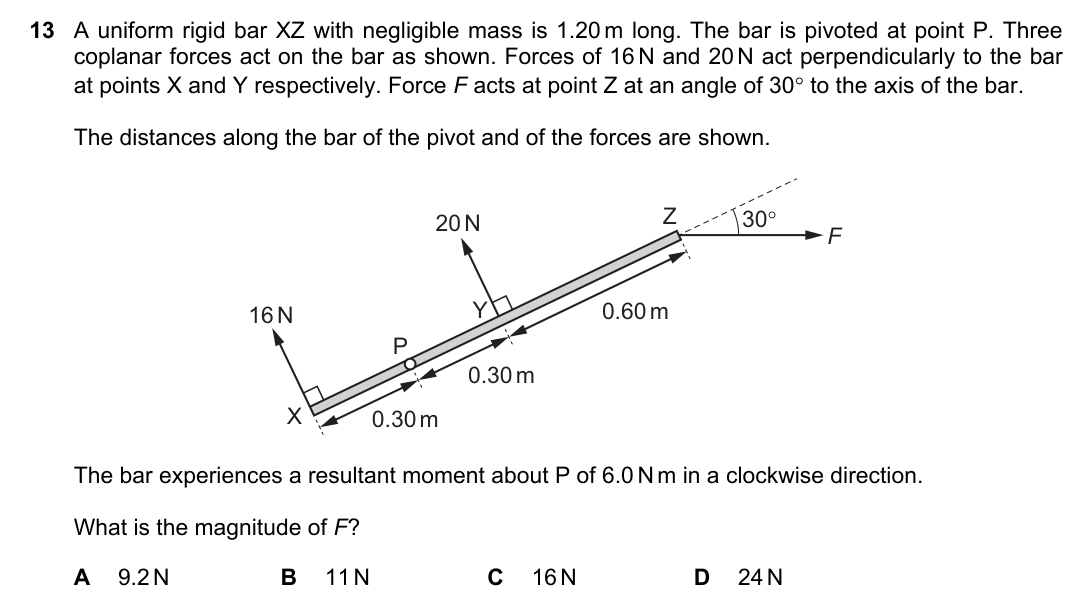 13 A uniform rigid bar XZ with negligible mass is 1.20 m long. The bar is pivoted at point P. Three
coplanar forces act on the bar as shown. Forces of 16 N and 20 N act perpendicularly to the bar
at points X and Y respectively. Force F acts at point Z at an angle of 30° to the axis of the bar.
The distances along the bar of the pivot and of the forces are shown.
20 N
Z
30°
F
16 N
Y
0.60 m
P
0.30 m
X
0.30 m
The bar experiences a resultant moment about P of 6.0 N m in a clockwise direction.
What is the magnitude of F?
A 9.2 N B 11 N C 16 N D 24 N